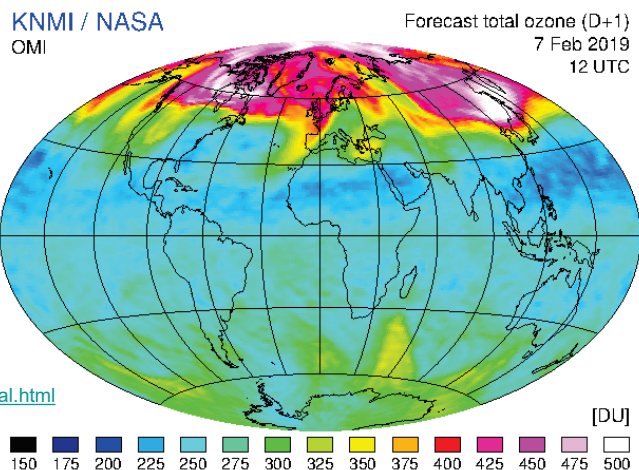 KNMI / NASA
OMI
Forecast total ozone (D+1)
7 Feb 2019
12 UTC
al.html
[DU]
150 175 200 225 250 275 300 325 350 375 400 425 450 475 500